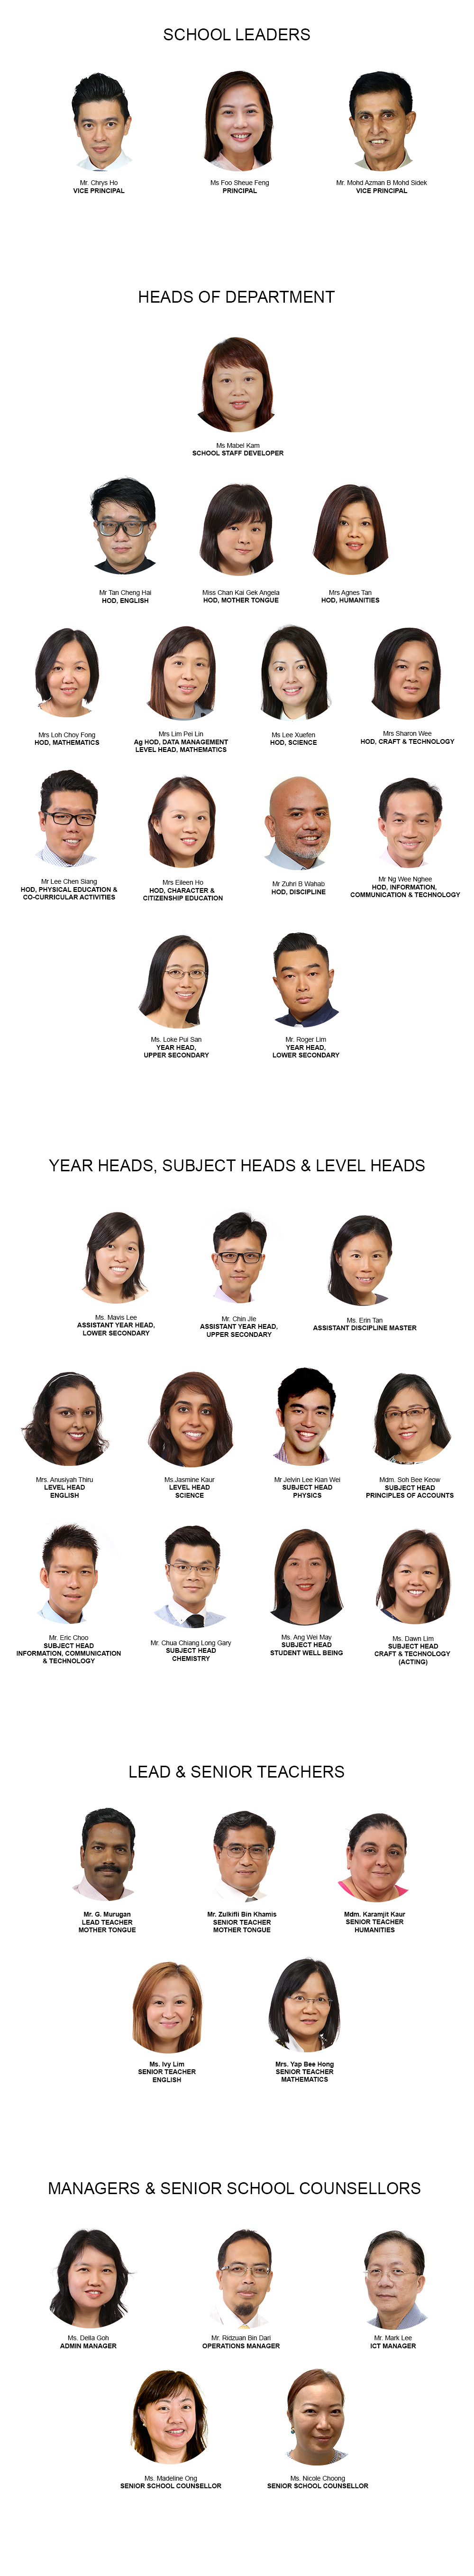 SCHOOL LEADERS
Mr. Chrys Ho
VICE PRINCIPAL
Ms Foo Sheue Feng
PRINCIPAL
Mr. Mohd Azman B Mohd Sidek
VICE PRINCIPAL
HEADS OF DEPARTMENT
Ms Mabel Kam
SCHOOL STAFF DEVELOPER
Mr Tan Cheng Hai
HOD, ENGLISH
Miss Chan Kai Gek Angela
HOD, MOTHER TONGUE
Mrs Agnes Tan
HOD, HUMANITIES
Mrs Loh Choy Fong
HOD, MATHEMATICS
Mrs Lim Pei Lin
Ag HOD, DATA MANAGEMENT
LEVEL HEAD, MATHEMATICS
Ms Lee Xuefen
HOD, SCIENCE
Mrs Sharon Wee
HOD, CRAFT & TECHNOLOGY
Mr Lee Chen Siang
HOD, PHYSICAL EDUCATION &
CO-CURRICULAR ACTIVITIES
Mrs Eileen Ho
HOD, CHARACTER &
CITIZENSHIP EDUCATION
Mr Zuhri B Wahab
HOD, DISCIPLINE
Mr Ng Wee Nghee
HOD, INFORMATION,
COMMUNICATION & TECHNOLOGY
Ms. Loke Pui San
YEAR HEAD,
UPPER SECONDARY
Mr. Roger Lim
YEAR HEAD,
LOWER SECONDARY
YEAR HEADS, SUBJECT HEADS & LEVEL HEADS
Ms. Mavis Lee
ASSISTANT YEAR HEAD,
LOWER SECONDARY
Mr. Chin Jie
ASSISTANT YEAR HEAD,
UPPER SECONDARY
Ms. Erin Tan
ASSISTANT DISCIPLINE MASTER
Mrs. Anusiyah Thiru
LEVEL HEAD
ENGLISH
Ms.Jasmine Kaur
LEVEL HEAD
SCIENCE
Mr Jelvin Lee Kian Wei
SUBJECT HEAD
PHYSICS
Mdm. Soh Bee Keow
SUBJECT HEAD
PRINCIPLES OF ACCOUNTS
Mr. Eric Choo
SUBJECT HEAD
INFORMATION, COMMUNICATION
& TECHNOLOGY
Mr. Chua Chiang Long Gary
SUBJECT HEAD
CHEMISTRY
Ms. Ang Wei May
SUBJECT HEAD
STUDENT WELL BEING
Ms. Dawn Lim
SUBJECT HEAD
CRAFT & TECHNOLOGY
(ACTING)
LEAD & SENIOR TEACHERS
Mr. G. Murugan
LEAD TEACHER
MOTHER TONGUE
Mr. Zulkifli Bin Khamis
SENIOR TEACHER
MOTHER TONGUE
Mdm. Karamjit Kaur
SENIOR TEACHER
HUMANITIES
Ms. Ivy Lim
SENIOR TEACHER
ENGLISH
Mrs. Yap Bee Hong
SENIOR TEACHER
MATHEMATICS
MANAGERS & SENIOR SCHOOL COUNSELLORS
Ms. Della Goh
ADMIN MANAGER
Mr. Ridzuan Bin Dari
OPERATIONS MANAGER
Mr. Mark Lee
ICT MANAGER
Ms. Madeline Ong
SENIOR SCHOOL COUNSELLOR
Ms. Nicole Choong
SENIOR SCHOOL COUNSELLOR